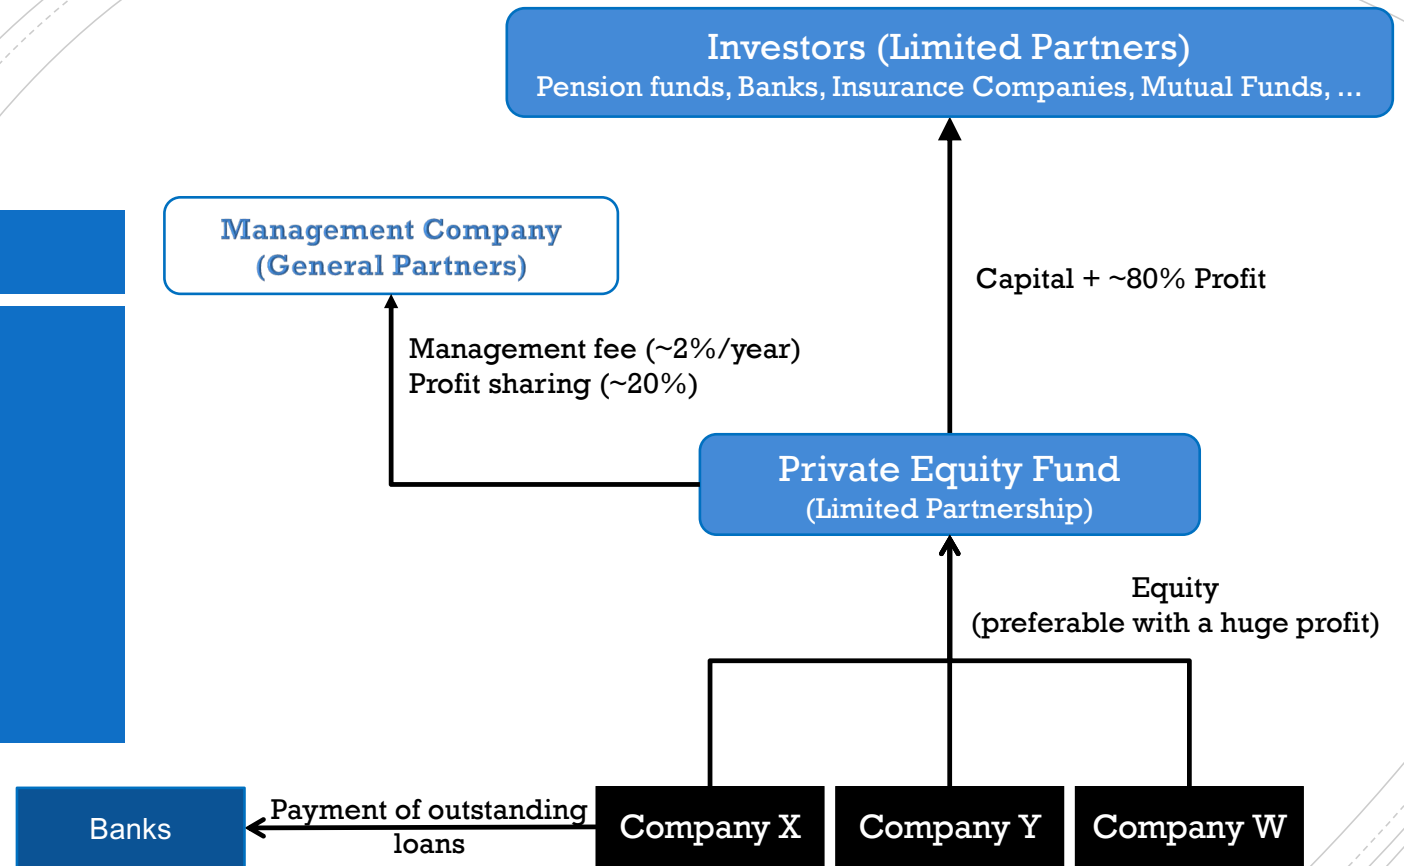 Investors (Limited Partners)
Pension funds, Banks, Insurance Companies, Mutual Funds, ...
Management Company
(General Partners)
Capital + ~80% Profit
Management fee (~2%/year)
Profit sharing (~20%)
Private Equity Fund
(Limited Partnership)
Equity
(preferable with a huge profit)
Banks
Payment of outstanding
loans
Company X
Company Y
Company W